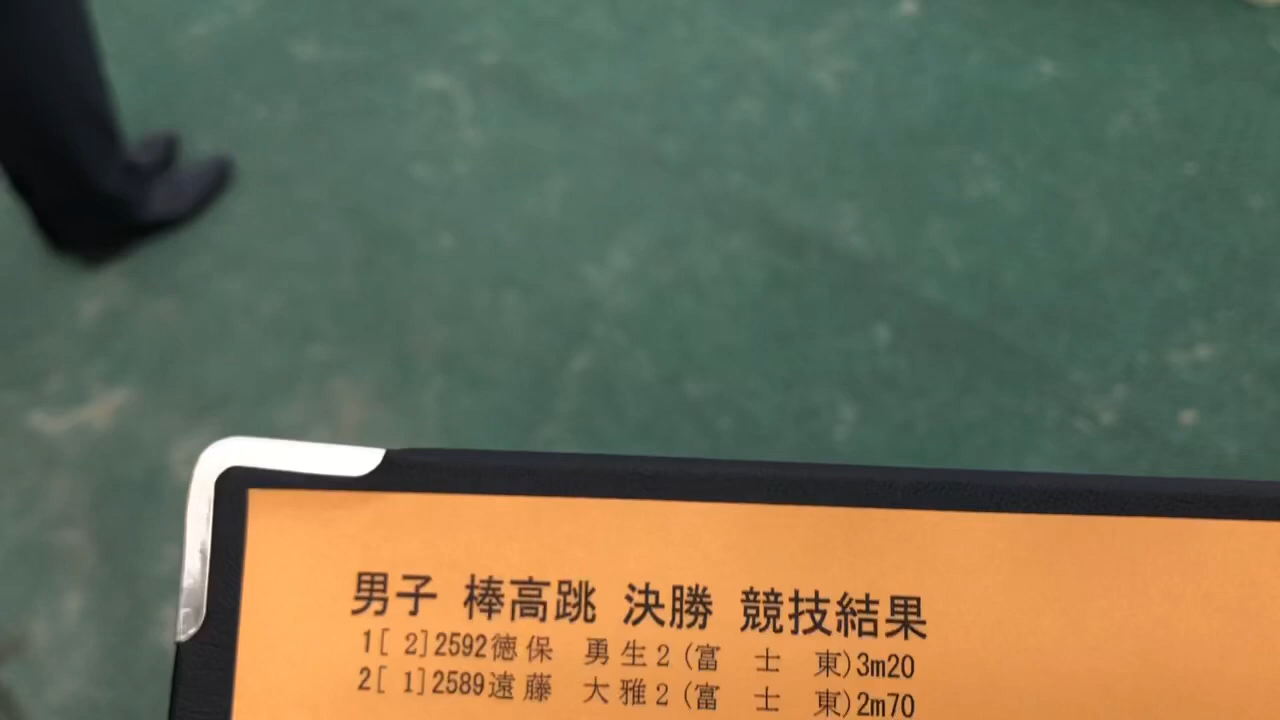 男子 棒高跳 決勝 競技結果
1[ 2]2592徳保 勇生2(富 士 東)3m20
2[ 1]2589遠藤 大雅2(富 士 東)2m70